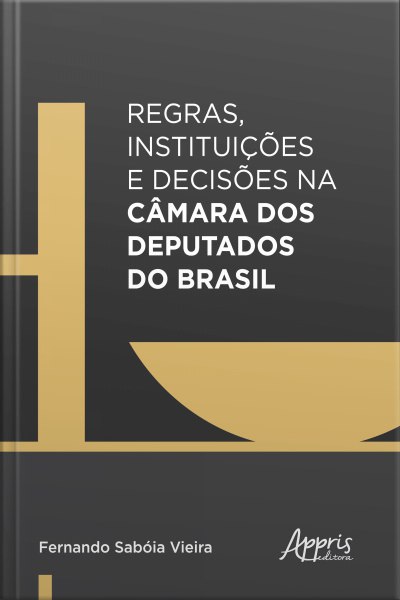 REGRAS,
INSTITUIÇÕES
E DECISÕES NA
CÂMARA DOS
DEPUTADOS
DO BRASIL
Fernando Sabóia Vieira
Appris
editora